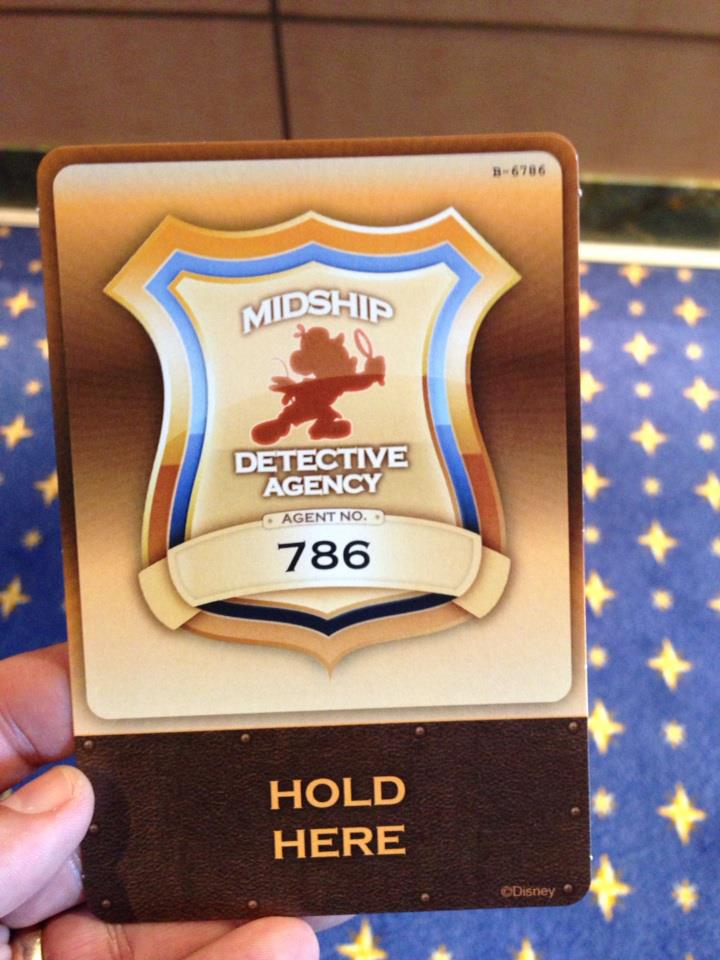 B-6786
MIDSHIP
DETECTIVE
AGENCY
AGENT NO.
786
HOLD
HERE
©Disney